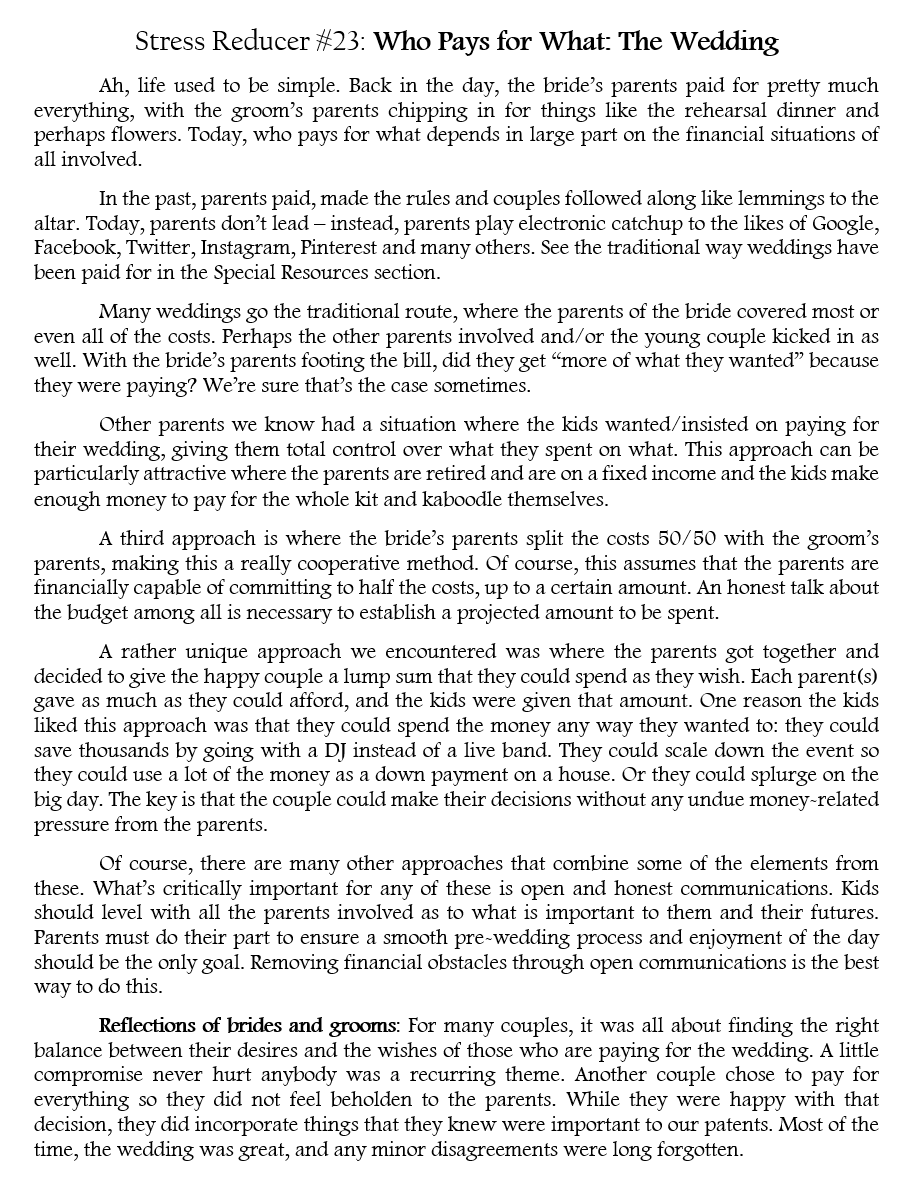 Stress Reducer #23: Who Pays for What: The Wedding
Ah, life used to be simple. Back in the day, the bride's parents paid for pretty much
everything, with the groom's parents chipping in for things like the rehearsal dinner and
perhaps flowers. Today, who pays for what depends in large part on the financial situations of
all involved.
In the past, parents paid, made the rules and couples followed along like lemmings to the
altar. Today, parents don't lead – instead, parents play electronic catchup to the likes of Google,
Facebook, Twitter, Instagram, Pinterest and many others. See the traditional way weddings have
been paid for in the Special Resources section.
Many weddings go the traditional route, where the parents of the bride covered most or
even all of the costs. Perhaps the other parents involved and/or the young couple kicked in as
well. With the bride's parents footing the bill, did they get “more of what they wanted” because
they were paying? We're sure that's the case sometimes.
Other parents we know had a situation where the kids wanted/insisted on paying for
their wedding, giving them total control over what they spent on what. This approach can be
particularly attractive where the parents are retired and are on a fixed income and the kids make
enough money to pay for the whole kit and kaboodle themselves.
A third approach is where the bride's parents split the costs 50/50 with the groom's
parents, making this a really cooperative method. Of course, this assumes that the parents are
financially capable of committing to half the costs, up to a certain amount. An honest talk about
the budget among all is necessary to establish a projected amount to be spent.
A rather unique approach we encountered was where the parents got together and
decided to give the happy couple a lump sum that they could spend as they wish. Each parent(s)
gave as much as they could afford, and the kids were given that amount. One reason the kids
liked this approach was that they could spend the money any way they wanted to: they could
save thousands by going with a DJ instead of a live band. They could scale down the event so
they could use a lot of the money as a down payment on a house. Or they could splurge on the
big day. The key is that the couple could make their decisions without any undue money-related
pressure from the parents.
Of course, there are many other approaches that combine some of the elements from
these. What's critically important for any of these is open and honest communications. Kids
should level with all the parents involved as to what is important to them and their futures.
Parents must do their part to ensure a smooth pre-wedding process and enjoyment of the day
should be the only goal. Removing financial obstacles through open communications is the best
way to do this.
Reflections of brides and grooms: For many couples, it was all about finding the right
balance between their desires and the wishes of those who are paying for the wedding. A little
compromise never hurt anybody was a recurring theme. Another couple chose to pay for
everything so they did not feel beholden to the parents. While they were happy with that
decision, they did incorporate things that they knew were important to our patents. Most of the
time, the wedding was great, and any minor disagreements were long forgotten.